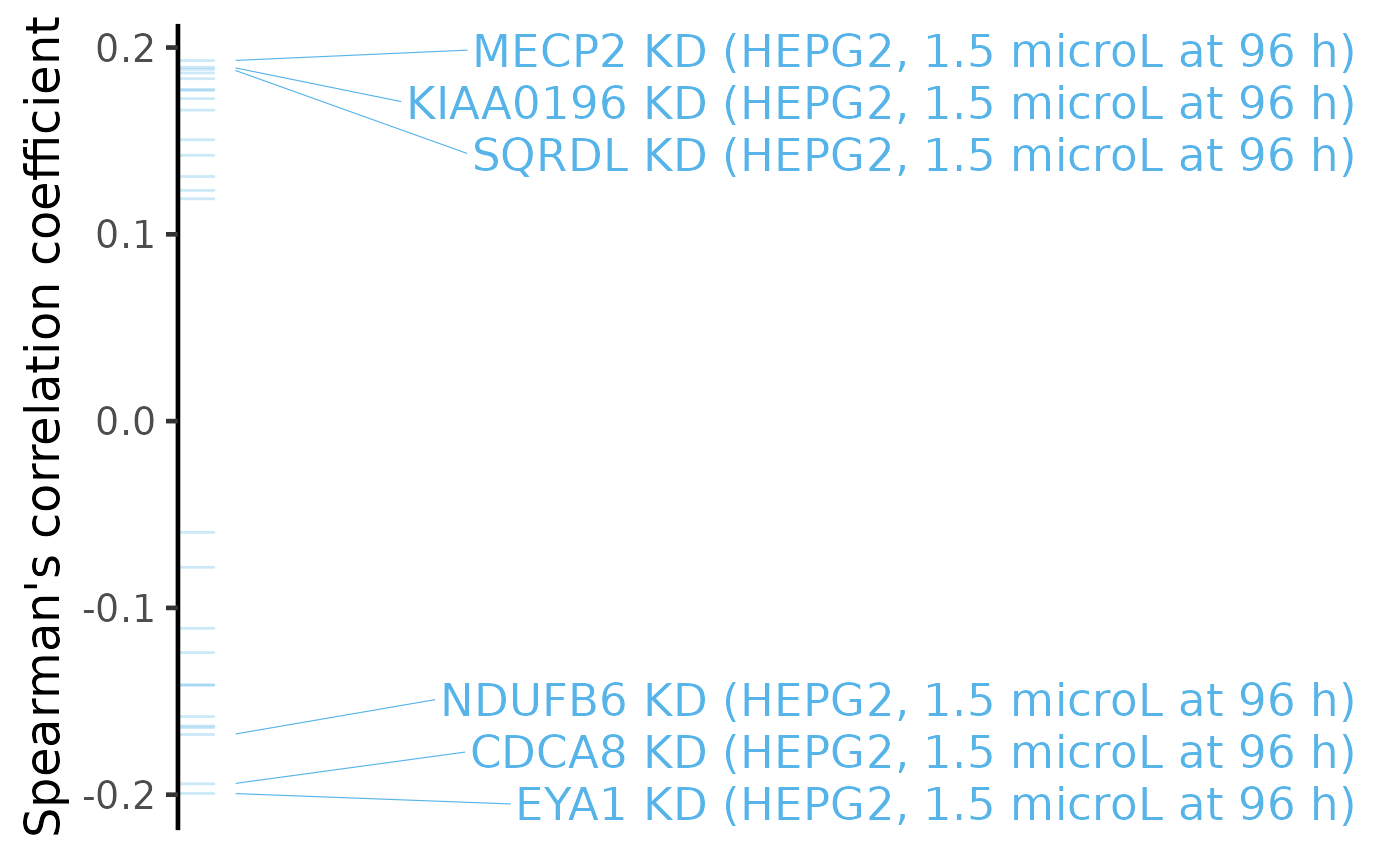 Spearman's correlation coefficient
0.2
0.1
0.0
-0.1
-0.2
MECP2 KD (HEPG2, 1.5 microL at 96 h)
KIAA0196 KD (HEPG2, 1.5 microL at 96 h)
SQRDL KD (HEPG2, 1.5 microL at 96 h)
NDUFB6 KD (HEPG2, 1.5 microL at 96 h)
CDCA8 KD (HEPG2, 1.5 microL at 96 h)
EYA1 KD (HEPG2, 1.5 microL at 96 h)